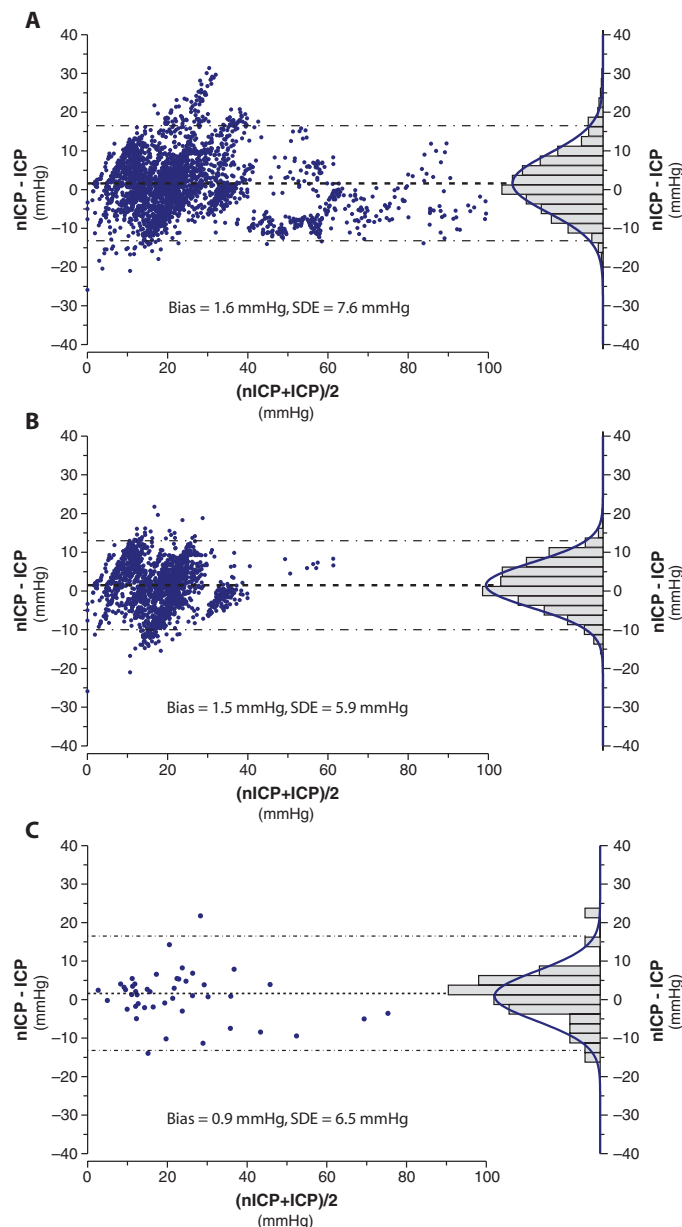 A
40
30
20
10
0
–10
–20
–30
–40
nICP - ICP
(mmHg)
Bias = 1.6 mmHg, SDE = 7.6 mmHg
0 20 40 60 80 100
(nICP+ICP)/2
(mmHg)
40
30
20
10
0
–10
–20
–30
–40
nICP - ICP
(mmHg)
B
40
30
20
10
0
–10
–20
–30
–40
nICP - ICP
(mmHg)
Bias = 1.5 mmHg, SDE = 5.9 mmHg
0 20 40 60 80 100
(nICP+ICP)/2
(mmHg)
40
30
20
10
0
–10
–20
–30
–40
nICP - ICP
(mmHg)
C
40
30
20
10
0
–10
–20
–30
–40
nICP - ICP
(mmHg)
Bias = 0.9 mmHg, SDE = 6.5 mmHg
0 20 40 60 80 100
(nICP+ICP)/2
(mmHg)
40
30
20
10
0
–10
–20
–30
–40
nICP - ICP
(mmHg)